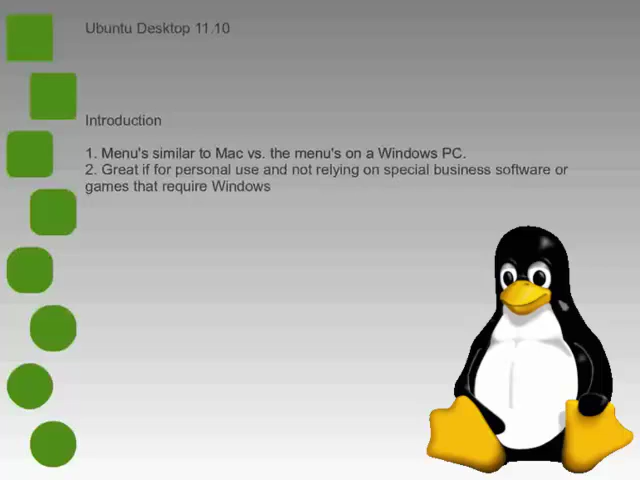 Ubuntu Desktop 11.10
Introduction
1. Menu's similar to Mac vs. the menu's on a Windows PC.
2. Great if for personal use and not relying on special business software or
games that require Windows